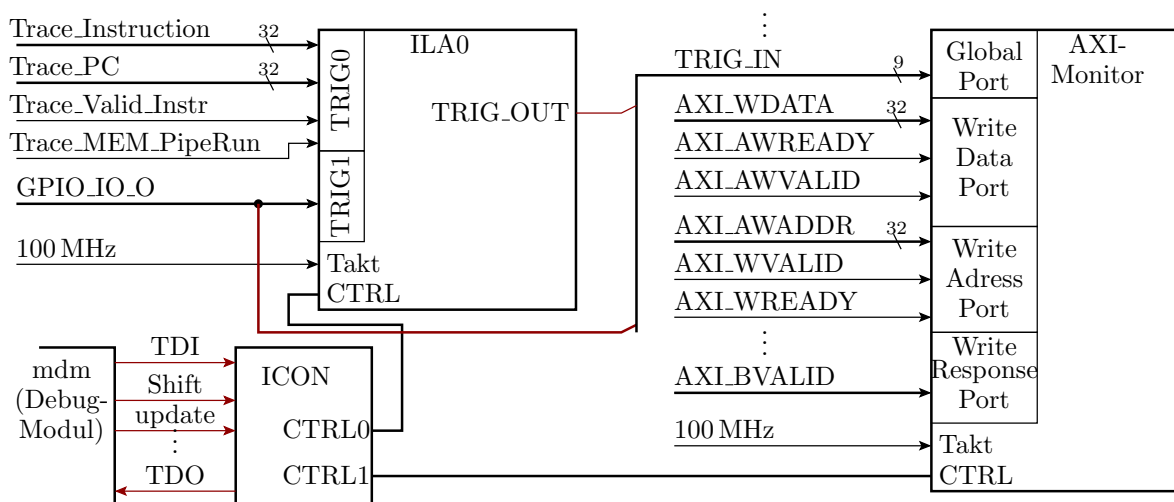 Trace_Instruction
32
Trace_PC
32
Trace_Valid_Instr
Trace_MEM_PipeRun
GPIO_IO_O
100 MHz
TRIG0
TRIG1
ILA0
TRIG_OUT
Takt
CTRL
mdm
(Debug-
Modul)
TDI
Shift
update
TDO
ICON
CTRL0
CTRL1
TRIG_IN
9
AXI_WDATA
32
AXI_AWREADY
AXI_AWVALID
AXI_AWADDR
32
AXI_WVALID
AXI_WREADY
AXI_BVALID
100 MHz
Global
Port
Write
Data
Port
Write
Adress
Port
Write
Response
Port
Takt
CTRL
AXI-
Monitor